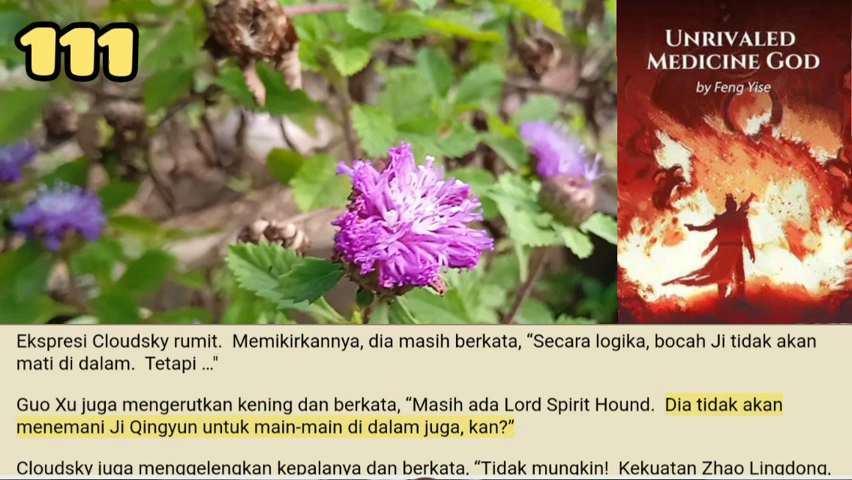 111
UNRIVALED
MEDICINE GOD
by Feng Yise
Ekspresi Cloudsky rumit.  Memikirkannya, dia masih berkata, “Secara logika, bocah Ji tidak akan
mati di dalam.  Tetapi ..."
Guo Xu juga mengerutkan kening dan berkata, “Masih ada Lord Spirit Hound.  Dia tidak akan
menemani Ji Qingyun untuk main-main di dalam juga, kan?”
Cloudsky juga menggelengkan kepalanya dan berkata, “Tidak mungkin!  Kekuatan Zhao Lingdong,